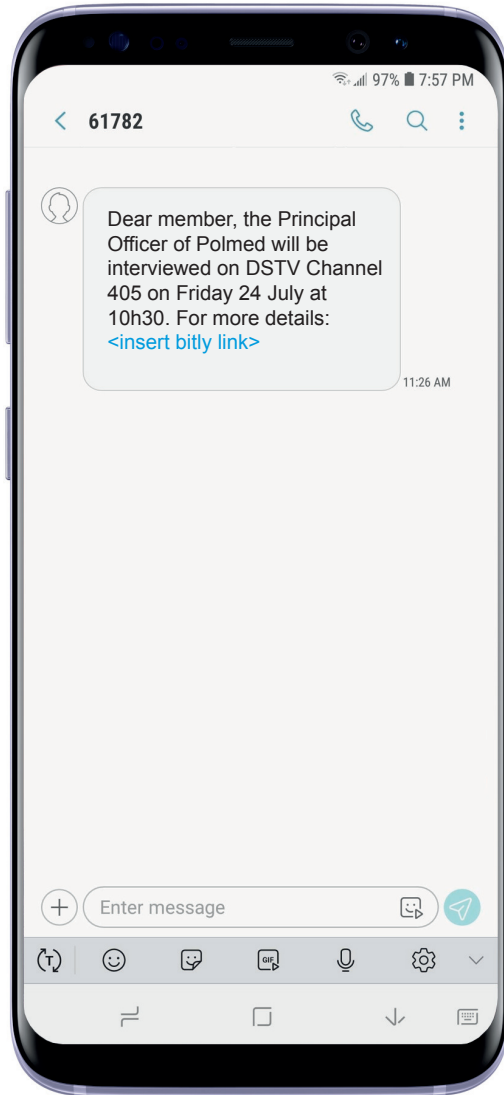 97% 7:57 PM
61782
Dear member, the Principal
Officer of Polmed will be
interviewed on DSTV Channel
405 on Friday 24 July at
10h30. For more details:
<insert bitly link>
11:26 AM
Enter message
T
GIF